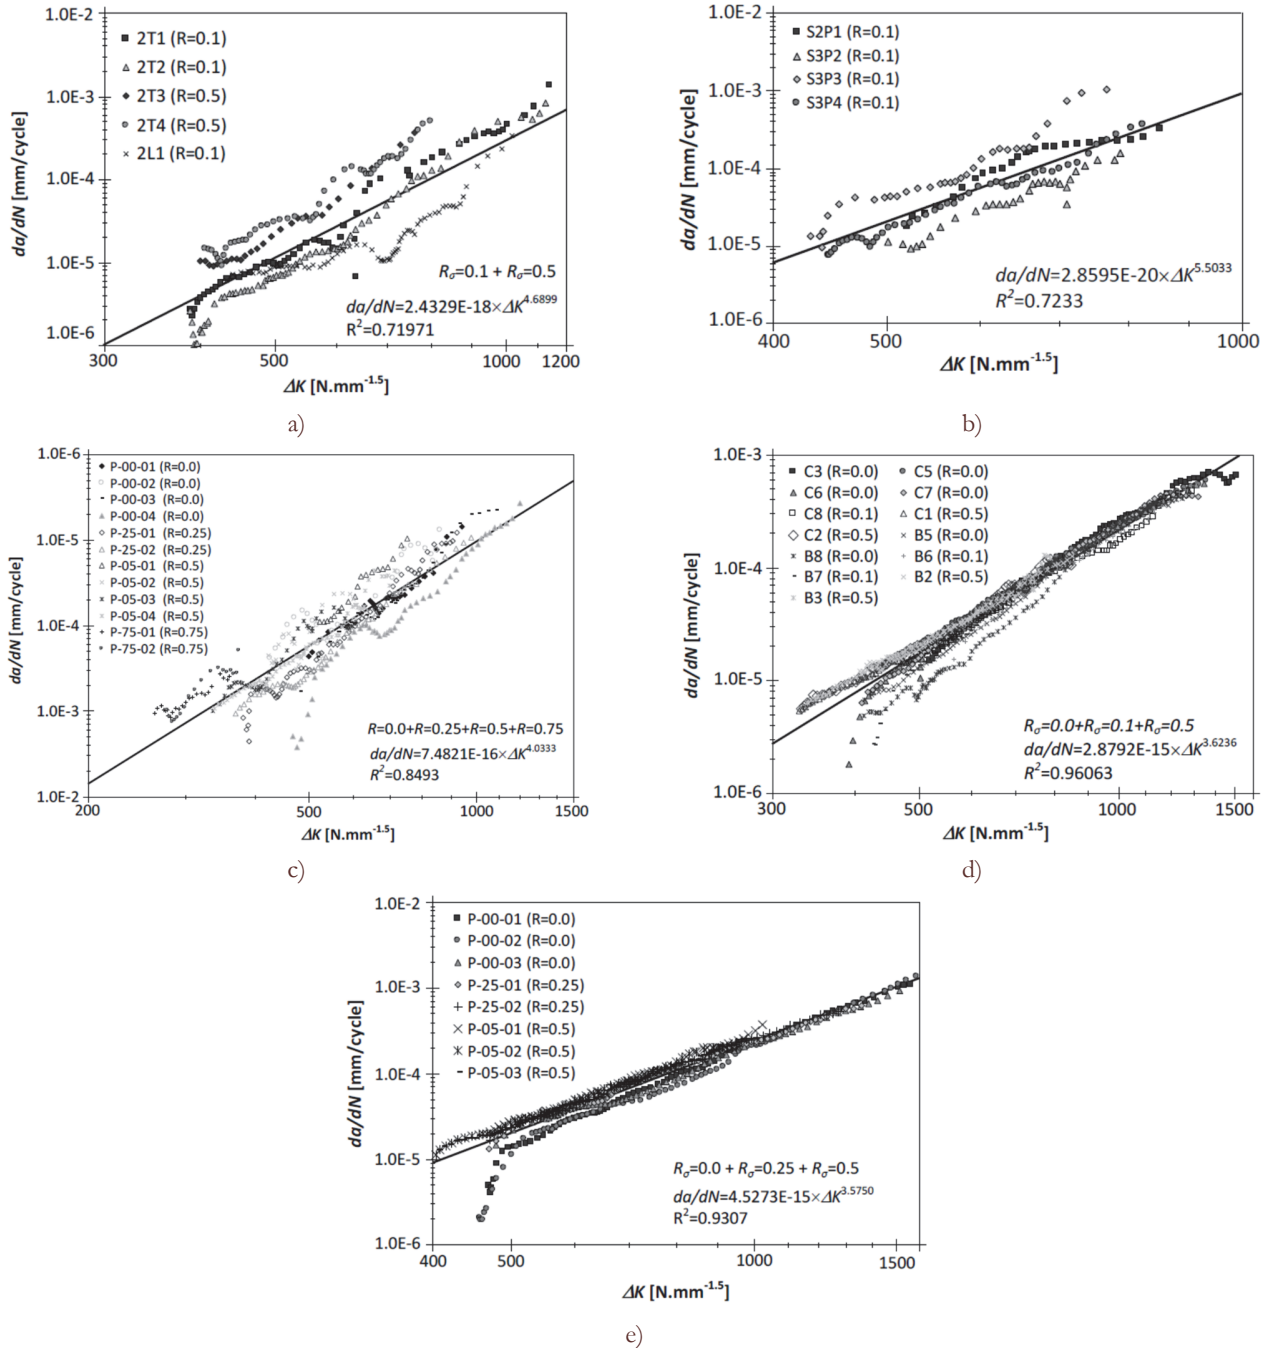 1.0E-2
2T1 (R=0.1)
2T2 (R=0.1)
2T3 (R=0.5)
2T4 (R=0.5)
2L1 (R=0.1)
1.0E-3
1.0E-4
1.0E-5
1.0E-6
da/dN [mm/cycle]
Rσ=0.1 + Rσ=0.5
da/dN=2.4329E-18×ΔK^4.6899
R²=0.71971
300 500 1000 1200
ΔK [N.mm^-1.5]
a)
1.0E-2
S2P1 (R=0.1)
S3P2 (R=0.1)
S3P3 (R=0.1)
S3P4 (R=0.1)
1.0E-3
1.0E-4
1.0E-5
1.0E-6
da/dN [mm/cycle]
da/dN=2.8595E-20×ΔK^5.5033
R²=0.7233
400 500 1000
ΔK [N.mm^-1.5]
b)
1.0E-6
P-00-01 (R=0.0)
P-00-02 (R=0.0)
P-00-03 (R=0.0)
P-00-04 (R=0.0)
P-25-01 (R=0.25)
P-25-02 (R=0.25)
P-05-01 (R=0.5)
P-05-02 (R=0.5)
P-05-03 (R=0.5)
P-05-04 (R=0.5)
P-75-01 (R=0.75)
P-75-02 (R=0.75)
1.0E-5
1.0E-4
1.0E-3
1.0E-2
da/dN [mm/cycle]
R=0.0+R=0.25+R=0.5+R=0.75
da/dN=7.4821E-16×ΔK^4.0333
R²=0.8493
200 500 1000 1500
ΔK [N.mm^-1.5]
c)
1.0E-3
C3 (R=0.0) C5 (R=0.0)
C6 (R=0.0) C7 (R=0.0)
C8 (R=0.1) C1 (R=0.5)
C2 (R=0.5) B5 (R=0.0)
B8 (R=0.0) B6 (R=0.1)
B7 (R=0.1) B2 (R=0.5)
B3 (R=0.5)
1.0E-4
1.0E-5
1.0E-6
da/dN [mm/cycle]
Rσ=0.0+Rσ=0.1+Rσ=0.5
da/dN=2.8792E-15×ΔK^3.6236
R²=0.96063
300 500 1000 1500
ΔK [N.mm^-1.5]
d)
1.0E-2
P-00-01 (R=0.0)
P-00-02 (R=0.0)
P-00-03 (R=0.0)
P-25-01 (R=0.25)
P-25-02 (R=0.25)
P-05-01 (R=0.5)
P-05-02 (R=0.5)
P-05-03 (R=0.5)
1.0E-3
1.0E-4
1.0E-5
1.0E-6
da/dN [mm/cycle]
Rσ=0.0 + Rσ=0.25 + Rσ=0.5
da/dN=4.5273E-15×ΔK^3.5750
R²=0.9307
400 500 1000 1500
ΔK [N.mm^-1.5]
e)